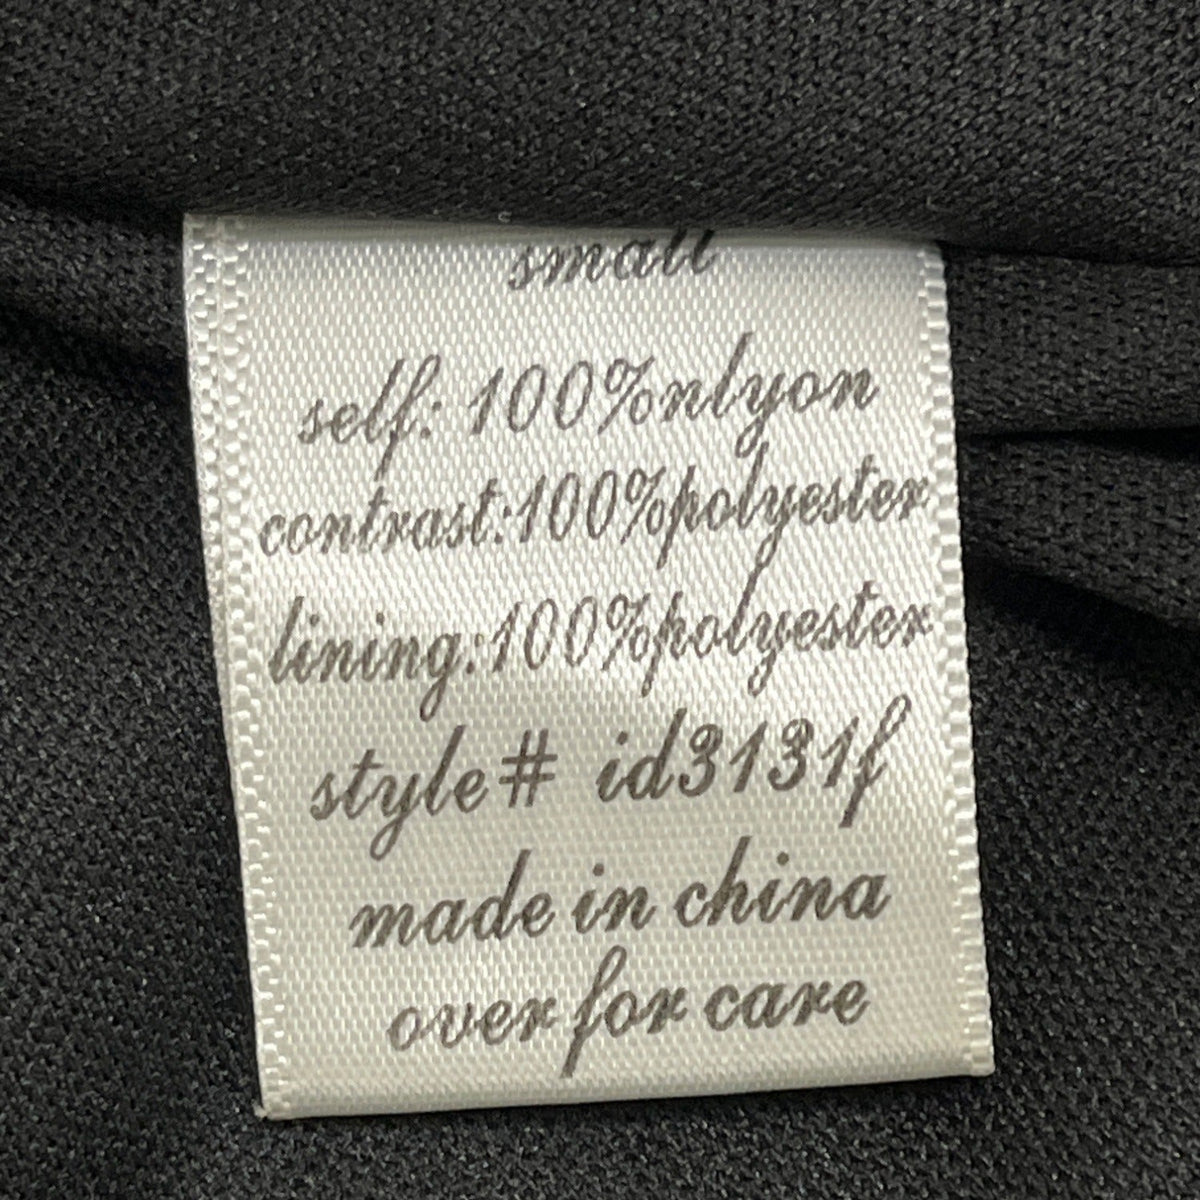 small
self: 100%nlyon
contrast:100%polyester
lining:100%polyester
style# id3131f
made in china
over for care